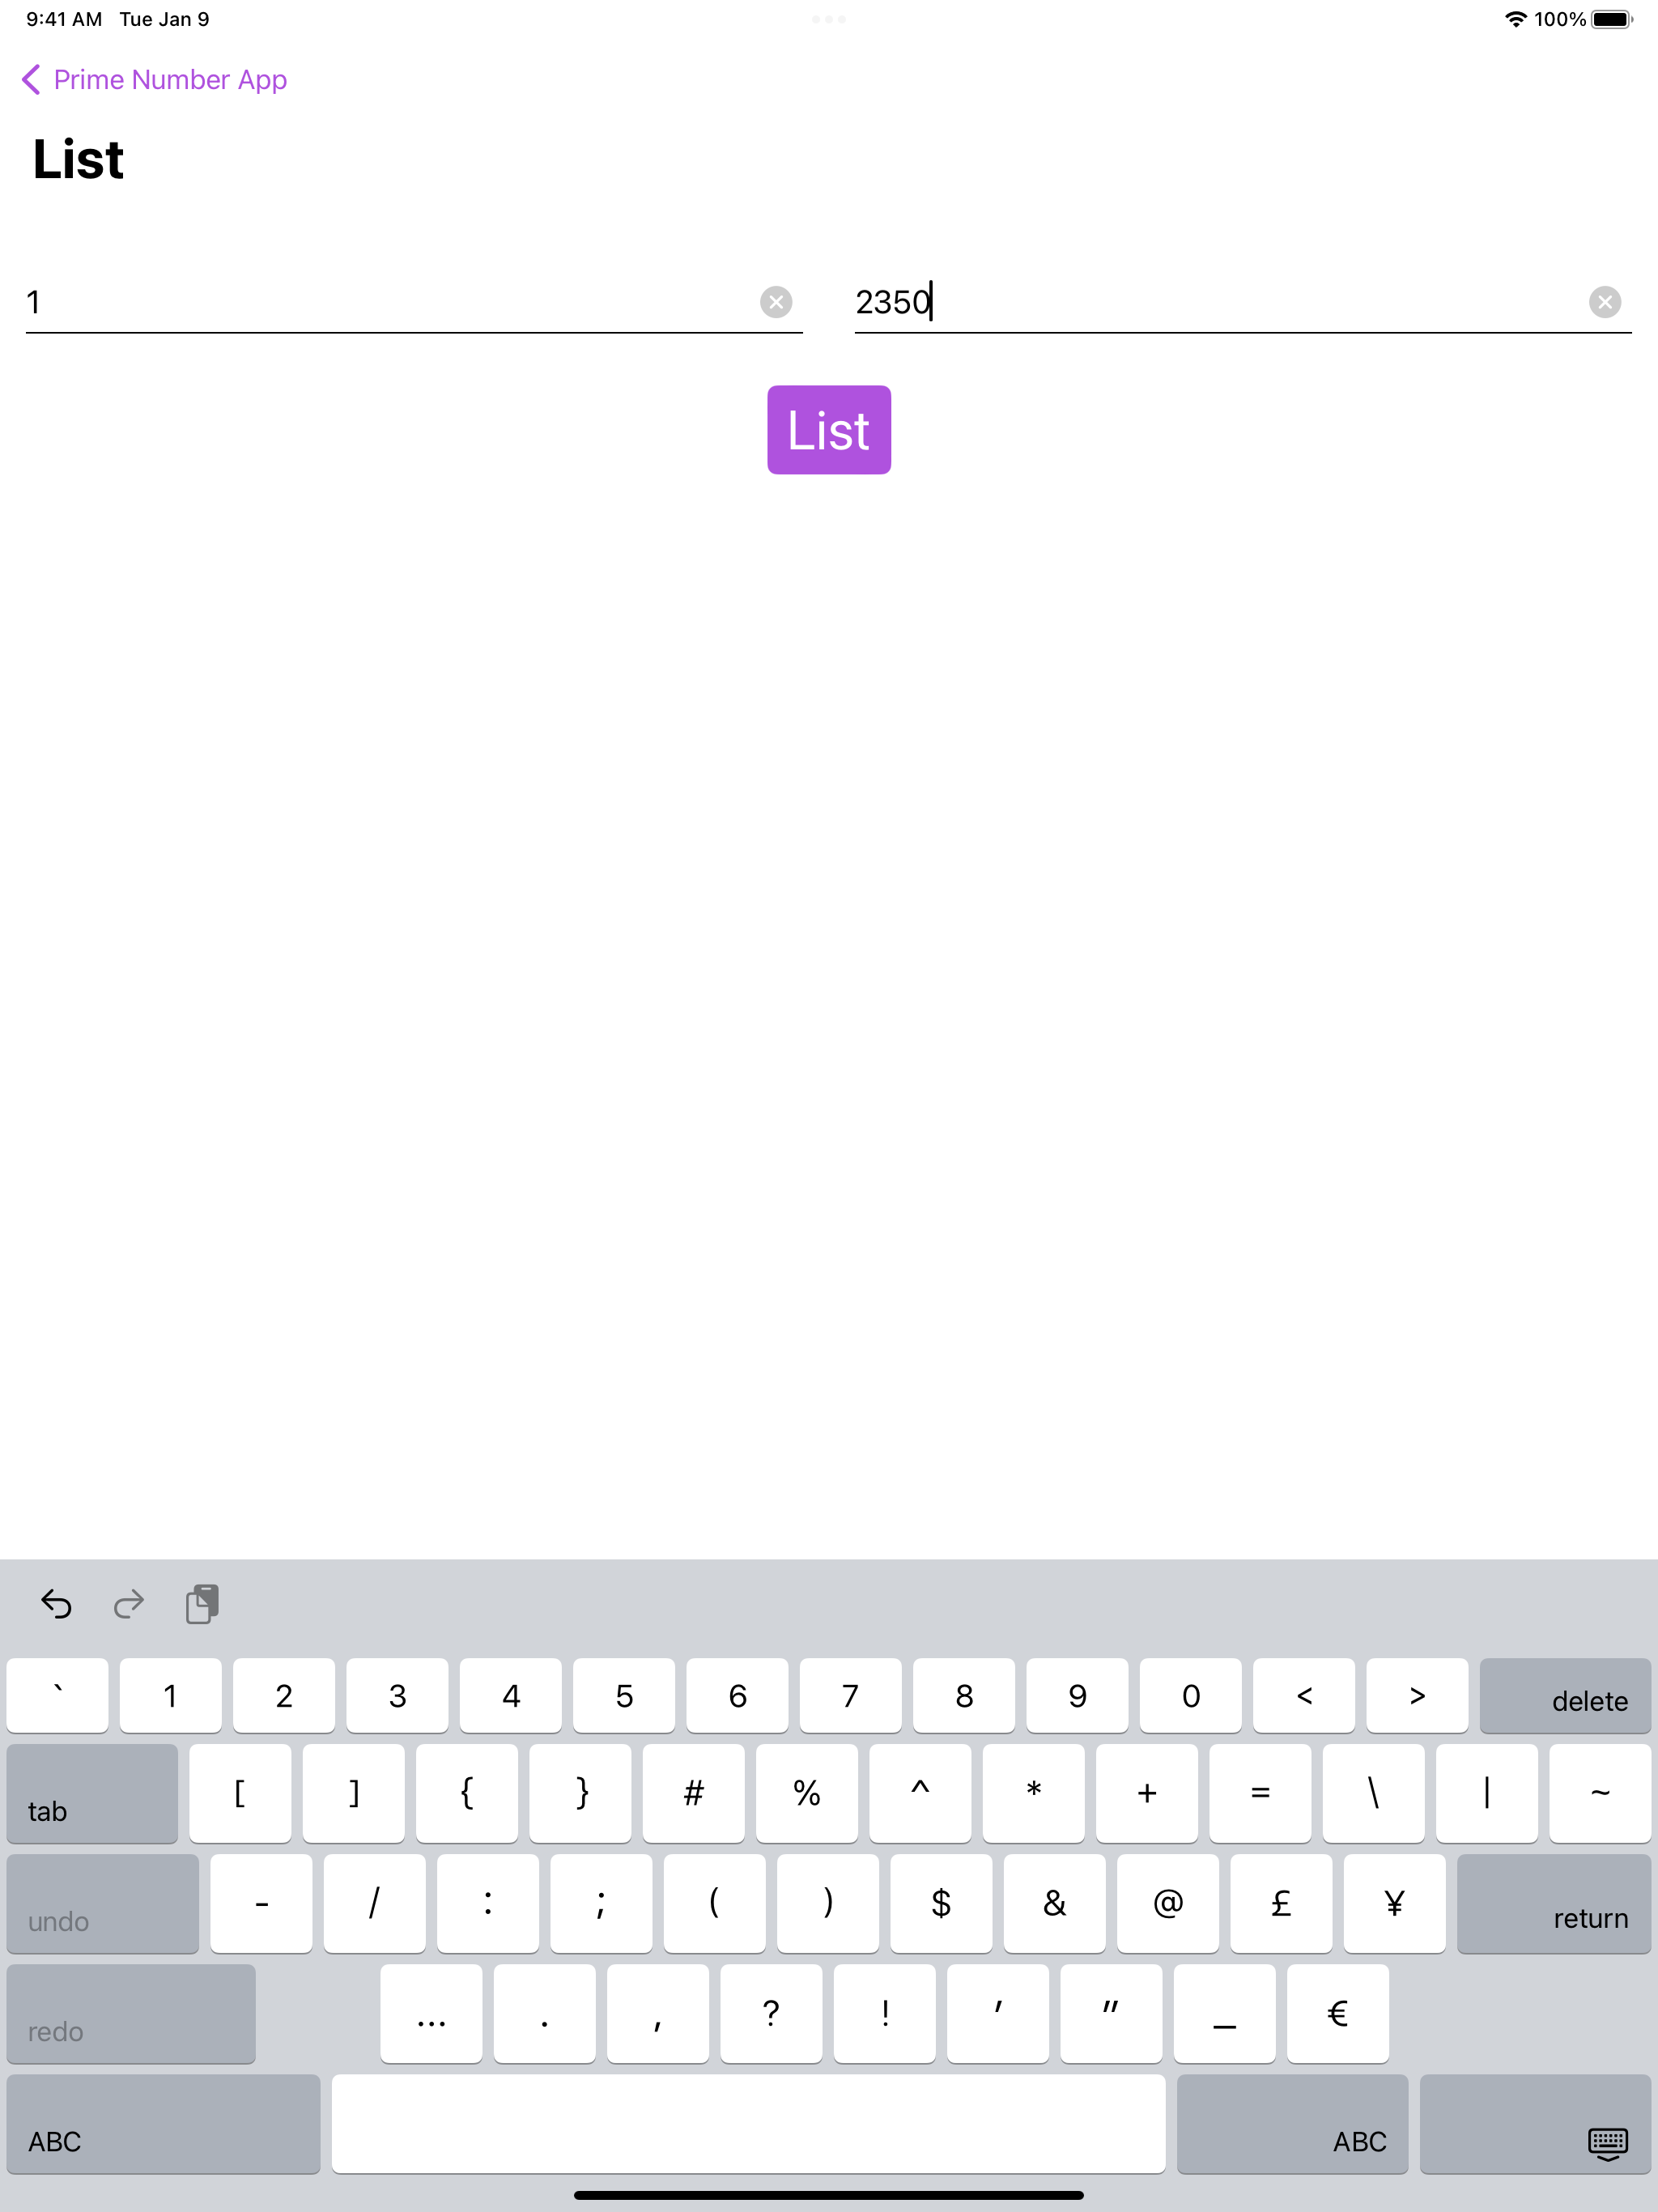 9:41 AM Tue Jan 9 100%
Prime Number App
List
1 2350
List
` 1 2 3 4 5 6 7 8 9 0 < > delete
tab [ ] { } # % ^ * + = \ | ~
undo - / : ; ( ) $ & @ £ ¥ return
redo ... . , ? ! ' " _ €
ABC ABC